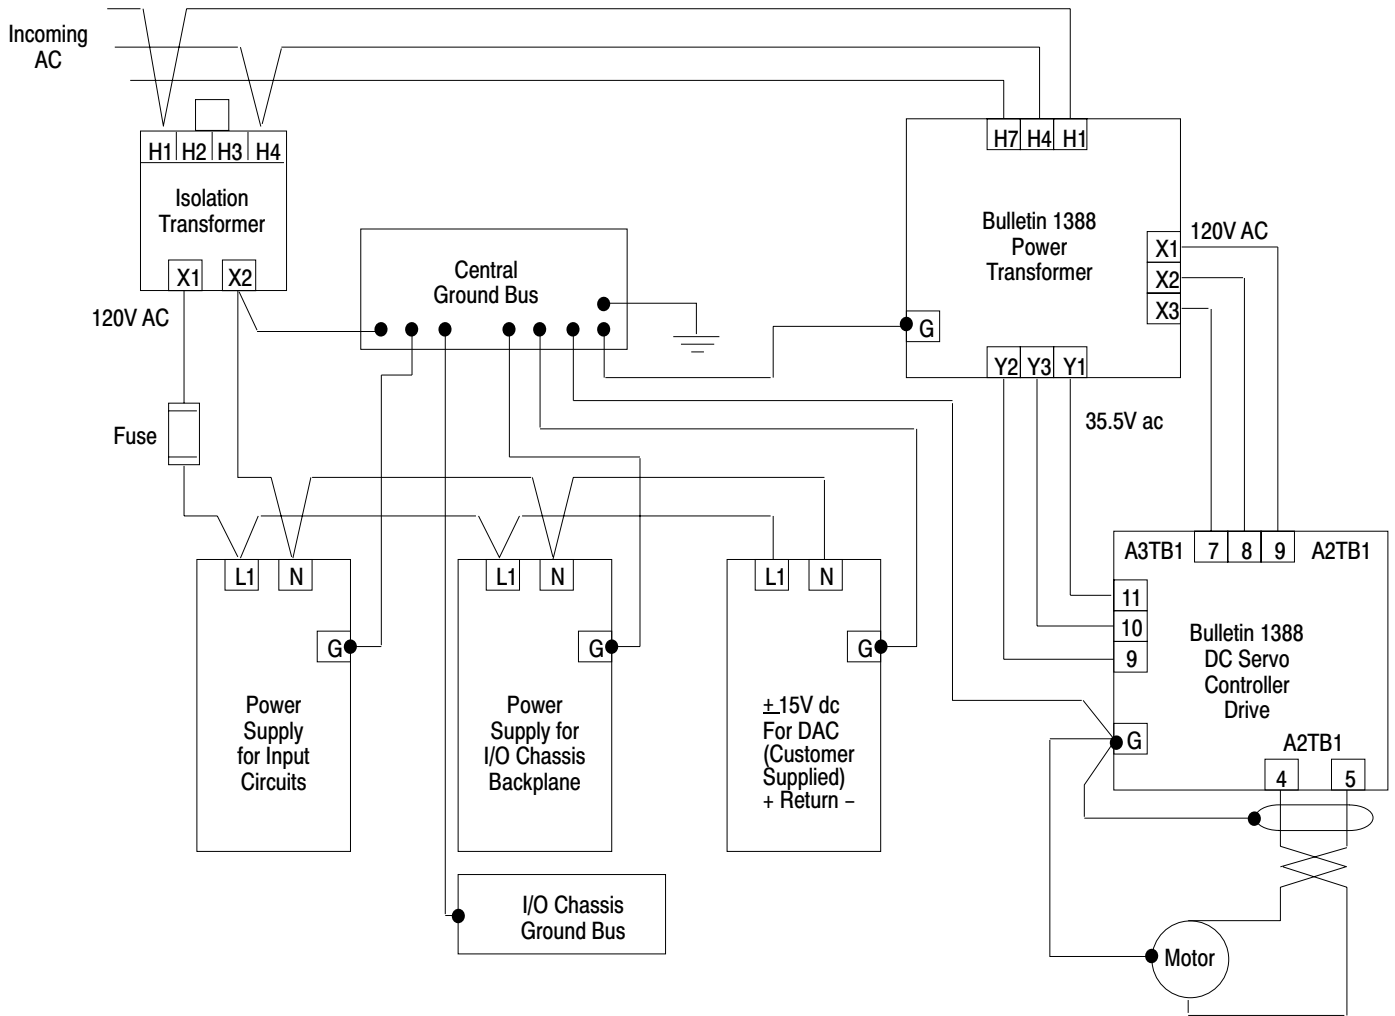 Incoming
AC
H1 H2 H3 H4
Isolation
Transformer
X1 X2
120V AC
Fuse
Central
Ground Bus
H7 H4 H1
Bulletin 1388
Power
Transformer
X1
X2
X3
120V AC
G
Y2 Y3 Y1
35.5V ac
L1 N
G
Power
Supply
for Input
Circuits
L1 N
G
Power
Supply for
I/O Chassis
Backplane
L1 N
G
+ 15V dc
For DAC
(Customer
Supplied)
+ Return –
I/O Chassis
Ground Bus
A3TB1 7 8 9 A2TB1
11
10
9
Bulletin 1388
DC Servo
Controller
Drive
G
A2TB1
4 5
Motor